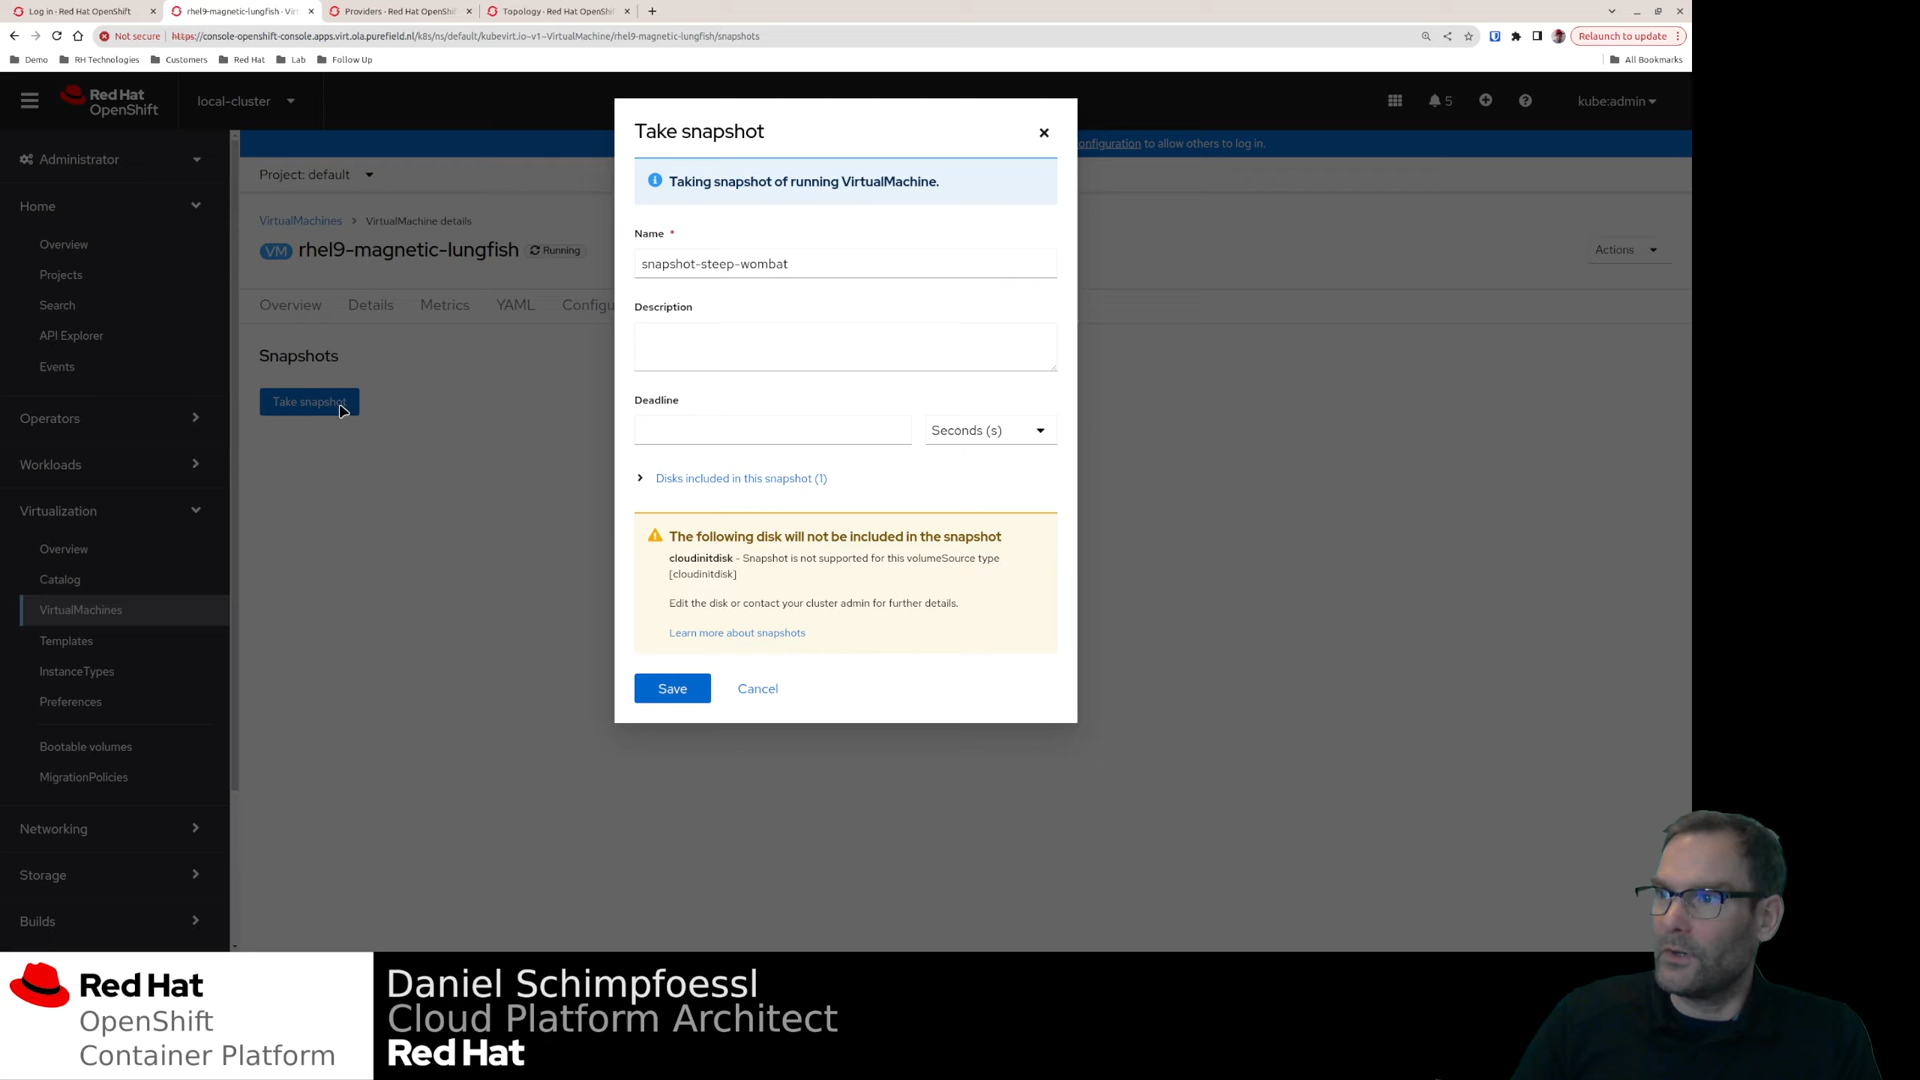 Log in · Red Hat OpenShift
rhel9-magnetic-lungfish · Virt
Providers · Red Hat OpenShift
Topology · Red Hat OpenShift
Not secure
https://console-openshift-console.apps.virt.ola.purefield.nl/k8s/ns/default/kubevirt.io~v1~VirtualMachine/rhel9-magnetic-lungfish/snapshots
Relaunch to update
Demo
RH Technologies
Customers
Red Hat
Lab
Follow Up
All Bookmarks
Red Hat
OpenShift
local-cluster
5
kube:admin
onfiguration to allow others to log in.
Administrator
Home
Overview
Projects
Search
API Explorer
Events
Operators
Workloads
Virtualization
Overview
Catalog
VirtualMachines
Templates
InstanceTypes
Preferences
Bootable volumes
MigrationPolicies
Networking
Storage
Builds
Project: default
VirtualMachines
VirtualMachine details
VM
rhel9-magnetic-lungfish
Running
Actions
Overview
Details
Metrics
YAML
Configu
Snapshots
Take snapshot
Take snapshot
Taking snapshot of running VirtualMachine.
Name *
snapshot-steep-wombat
Description
Deadline
Seconds (s)
Disks included in this snapshot (1)
The following disk will not be included in the snapshot
cloudinitdisk - Snapshot is not supported for this volumeSource type
[cloudinitdisk]
Edit the disk or contact your cluster admin for further details.
Learn more about snapshots
Save
Cancel
Red Hat
OpenShift
Container Platform
Daniel Schimpfoessl
Cloud Platform Architect
Red Hat